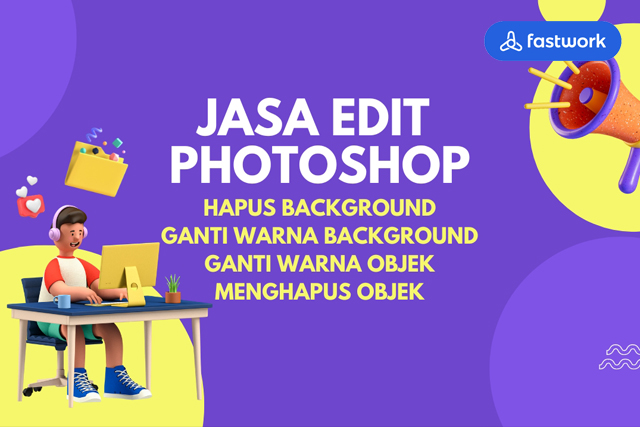 fastwork
JASA EDIT
PHOTOSHOP
HAPUS BACKGROUND
GANTI WARNA BACKGROUND
GANTI WARNA OBJEK
MENGHAPUS OBJEK